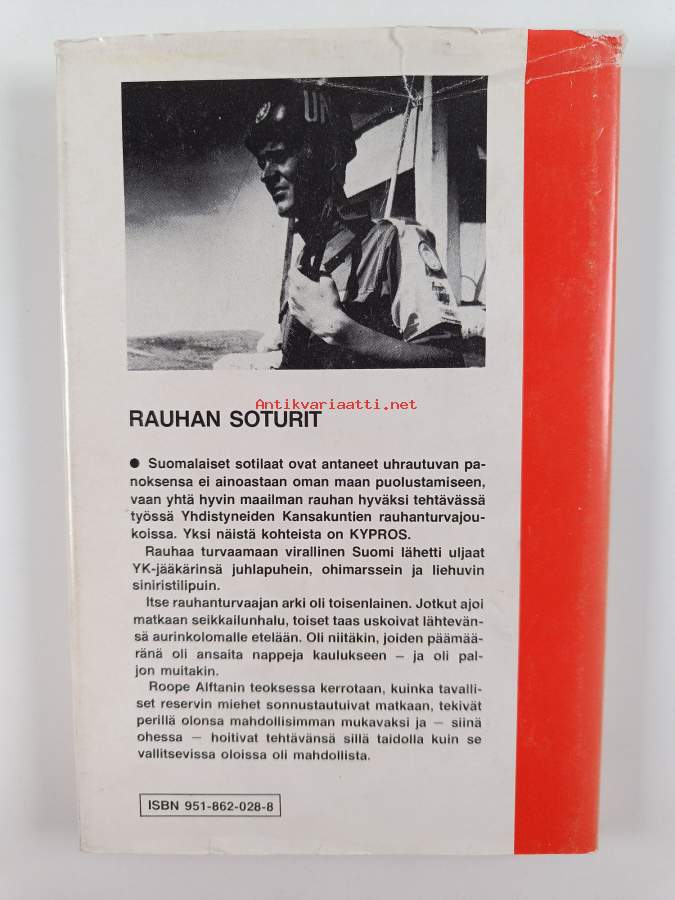 UN
RAUHAN SOTURIT
Antikvariaatti.net
● Suomalaiset sotilaat ovat antaneet uhrautuvan pa-
noksensa ei ainoastaan oman maan puolustamiseen,
vaan yhtä hyvin maailman rauhan hyväksi tehtävässä
työssä Yhdistyneiden Kansakuntien rauhanturvajou-
koissa. Yksi näistä kohteista on KYPROS.
Rauhaa turvaamaan virallinen Suomi lähetti uljaat
YK-jääkärinsä juhlapuhein, ohimarssein ja liehuvin
siniristilipuin.
Itse rauhanturvaajan arki oli toisenlainen. Jotkut ajoi
matkaan seikkailunhalu, toiset taas uskoivat lähtevän-
sä aurinkolomalle etelään. Oli niitäkin, joiden päämää-
ränä oli ansaita nappeja kaulukseen – ja oli pal-
jon muitakin.
Roope Alftanin teoksessa kerrotaan, kuinka tavalli-
set reservin miehet sonnustautuivat matkaan, tekivät
perillä olonsa mahdollisimman mukavaksi ja – siinä
ohessa – hoitivat tehtävänsä sillä taidolla kuin se
vallitsevissa oloissa oli mahdollista.
ISBN 951-862-028-8